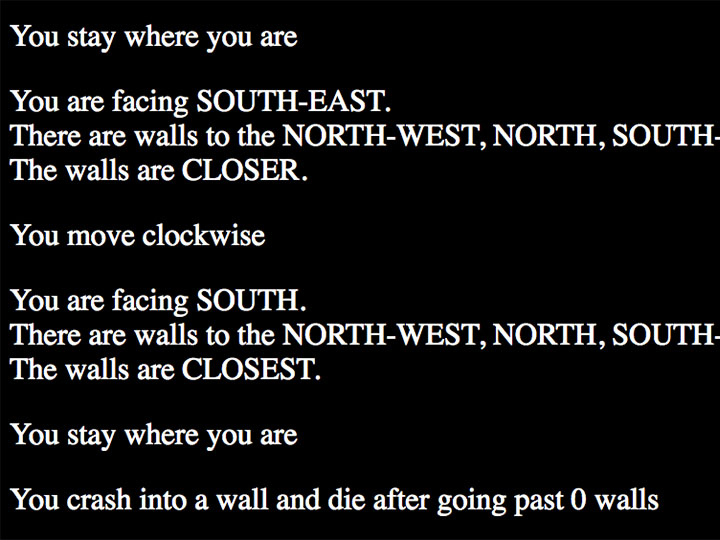 You stay where you are
You are facing SOUTH-EAST.
There are walls to the NORTH-WEST, NORTH, SOUTH-
The walls are CLOSER.
You move clockwise
You are facing SOUTH.
There are walls to the NORTH-WEST, NORTH, SOUTH-
The walls are CLOSEST.
You stay where you are
You crash into a wall and die after going past 0 walls